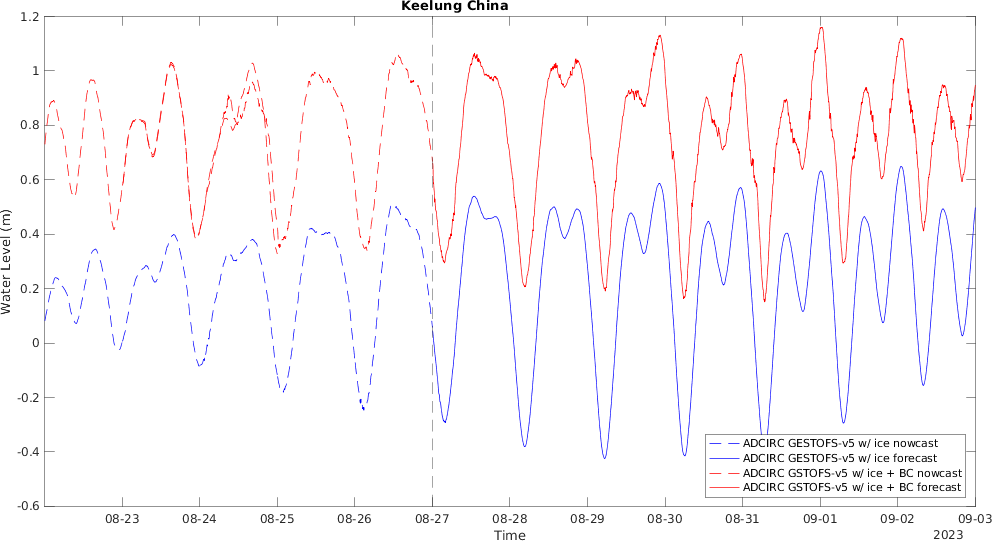 Keelung China
1.2
1
0.8
0.6
0.4
0.2
0
-0.2
-0.4
-0.6
Water Level (m)
ADCIRC GESTOFS-v5 w/ ice nowcast
ADCIRC GESTOFS-v5 w/ ice forecast
ADCIRC GSTOFS-v5 w/ ice + BC nowcast
ADCIRC GSTOFS-v5 w/ ice + BC forecast
08-23 08-24 08-25 08-26 08-27 08-28 08-29 08-30 08-31 09-01 09-02 09-03
Time
2023